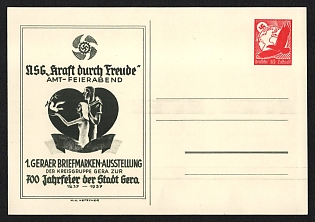 NSG. „Kraft durch Freude"
AMT - FEIERABEND
1. GERAER BRIEFMARKEN-AUSSTELLUNG
DER KREISGRUPPE GERA ZUR
700 Jahrfeier der Stadt Gera
1237 — 1937